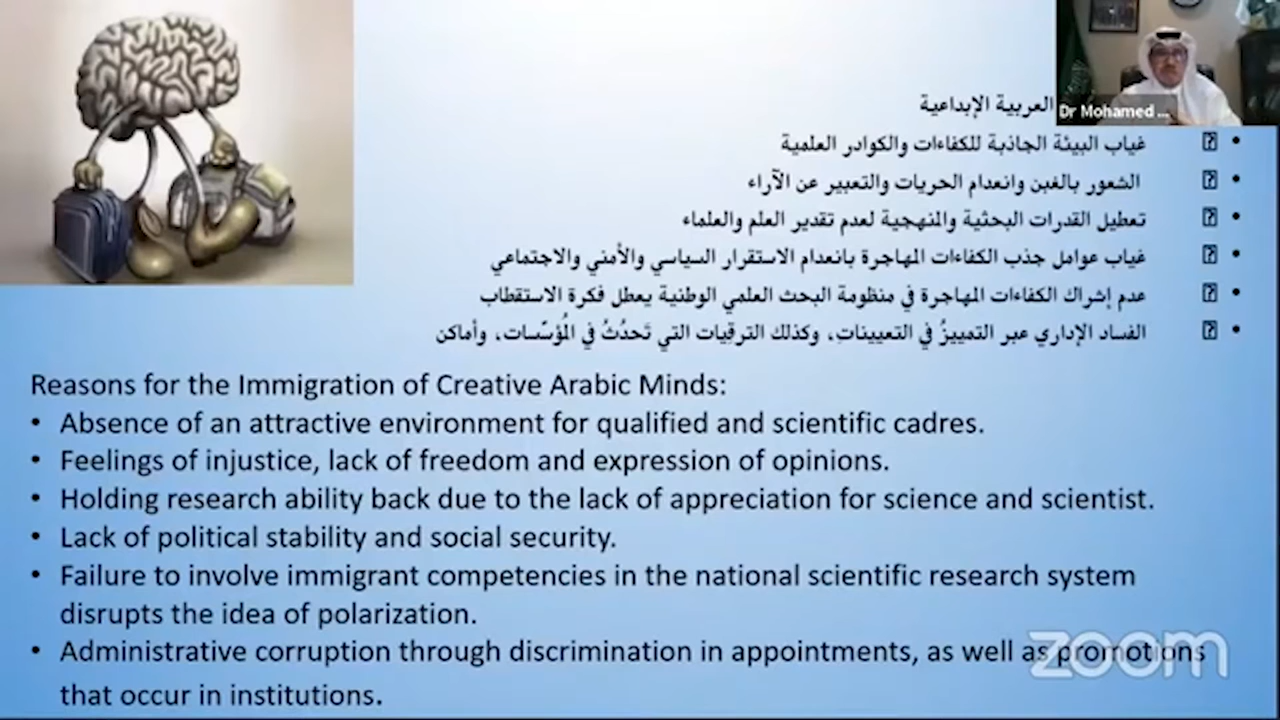 العربية الإبداعية
Dr Mohamed ...
• غياب البيئة الجاذبة للكفاءات والكوادر العلمية
• الشعور بالغبن وانعدام الحريات والتعبير عن الآراء
• تعطيل القدرات البحثية والمنهجية لعدم تقدير العلم والعلماء
• غياب عوامل جذب الكفاءات المهاجرة بانعدام الاستقرار السياسي والأمني والاجتماعي
• عدم إشراك الكفاءات المهاجرة في منظومة البحث العلمي الوطنية يعطل فكرة الاستقطاب
• الفساد الإداري عبر التمييزُ في التعيينات، وكذلك الترقِيات التي تَحدُثُ في المُؤسّسات، وأماكن
Reasons for the Immigration of Creative Arabic Minds:
• Absence of an attractive environment for qualified and scientific cadres.
• Feelings of injustice, lack of freedom and expression of opinions.
• Holding research ability back due to the lack of appreciation for science and scientist.
• Lack of political stability and social security.
• Failure to involve immigrant competencies in the national scientific research system
disrupts the idea of polarization.
• Administrative corruption through discrimination in appointments, as well as promotions
that occur in institutions.
zoom